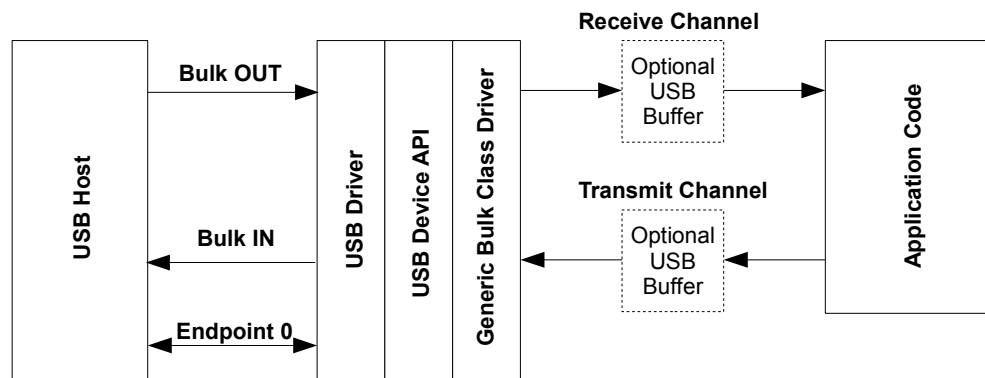 Receive Channel
USB Host
Bulk OUT
USB Driver
USB Device API
Generic Bulk Class Driver
Optional
USB
Buffer
Application Code
Transmit Channel
Bulk IN
Optional
USB
Buffer
Endpoint 0